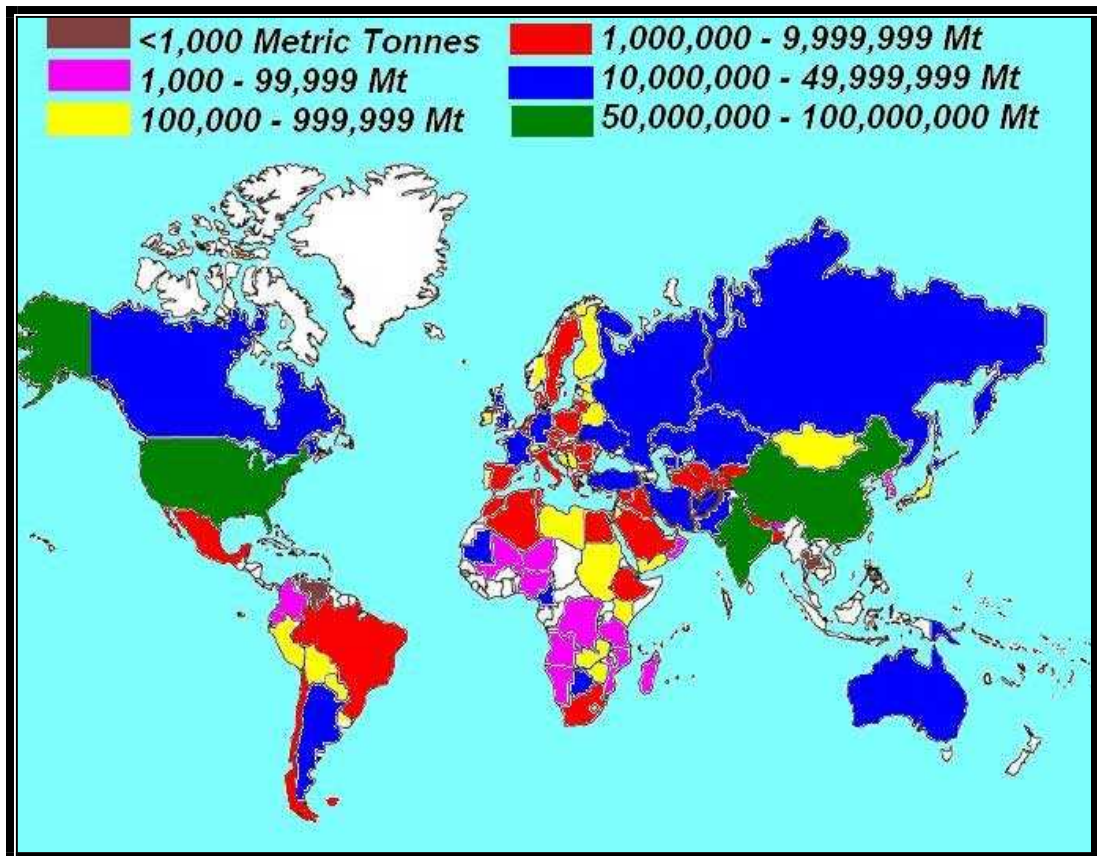 <1,000 Metric Tonnes
1,000 - 99,999 Mt
100,000 - 999,999 Mt
1,000,000 - 9,999,999 Mt
10,000,000 - 49,999,999 Mt
50,000,000 - 100,000,000 Mt